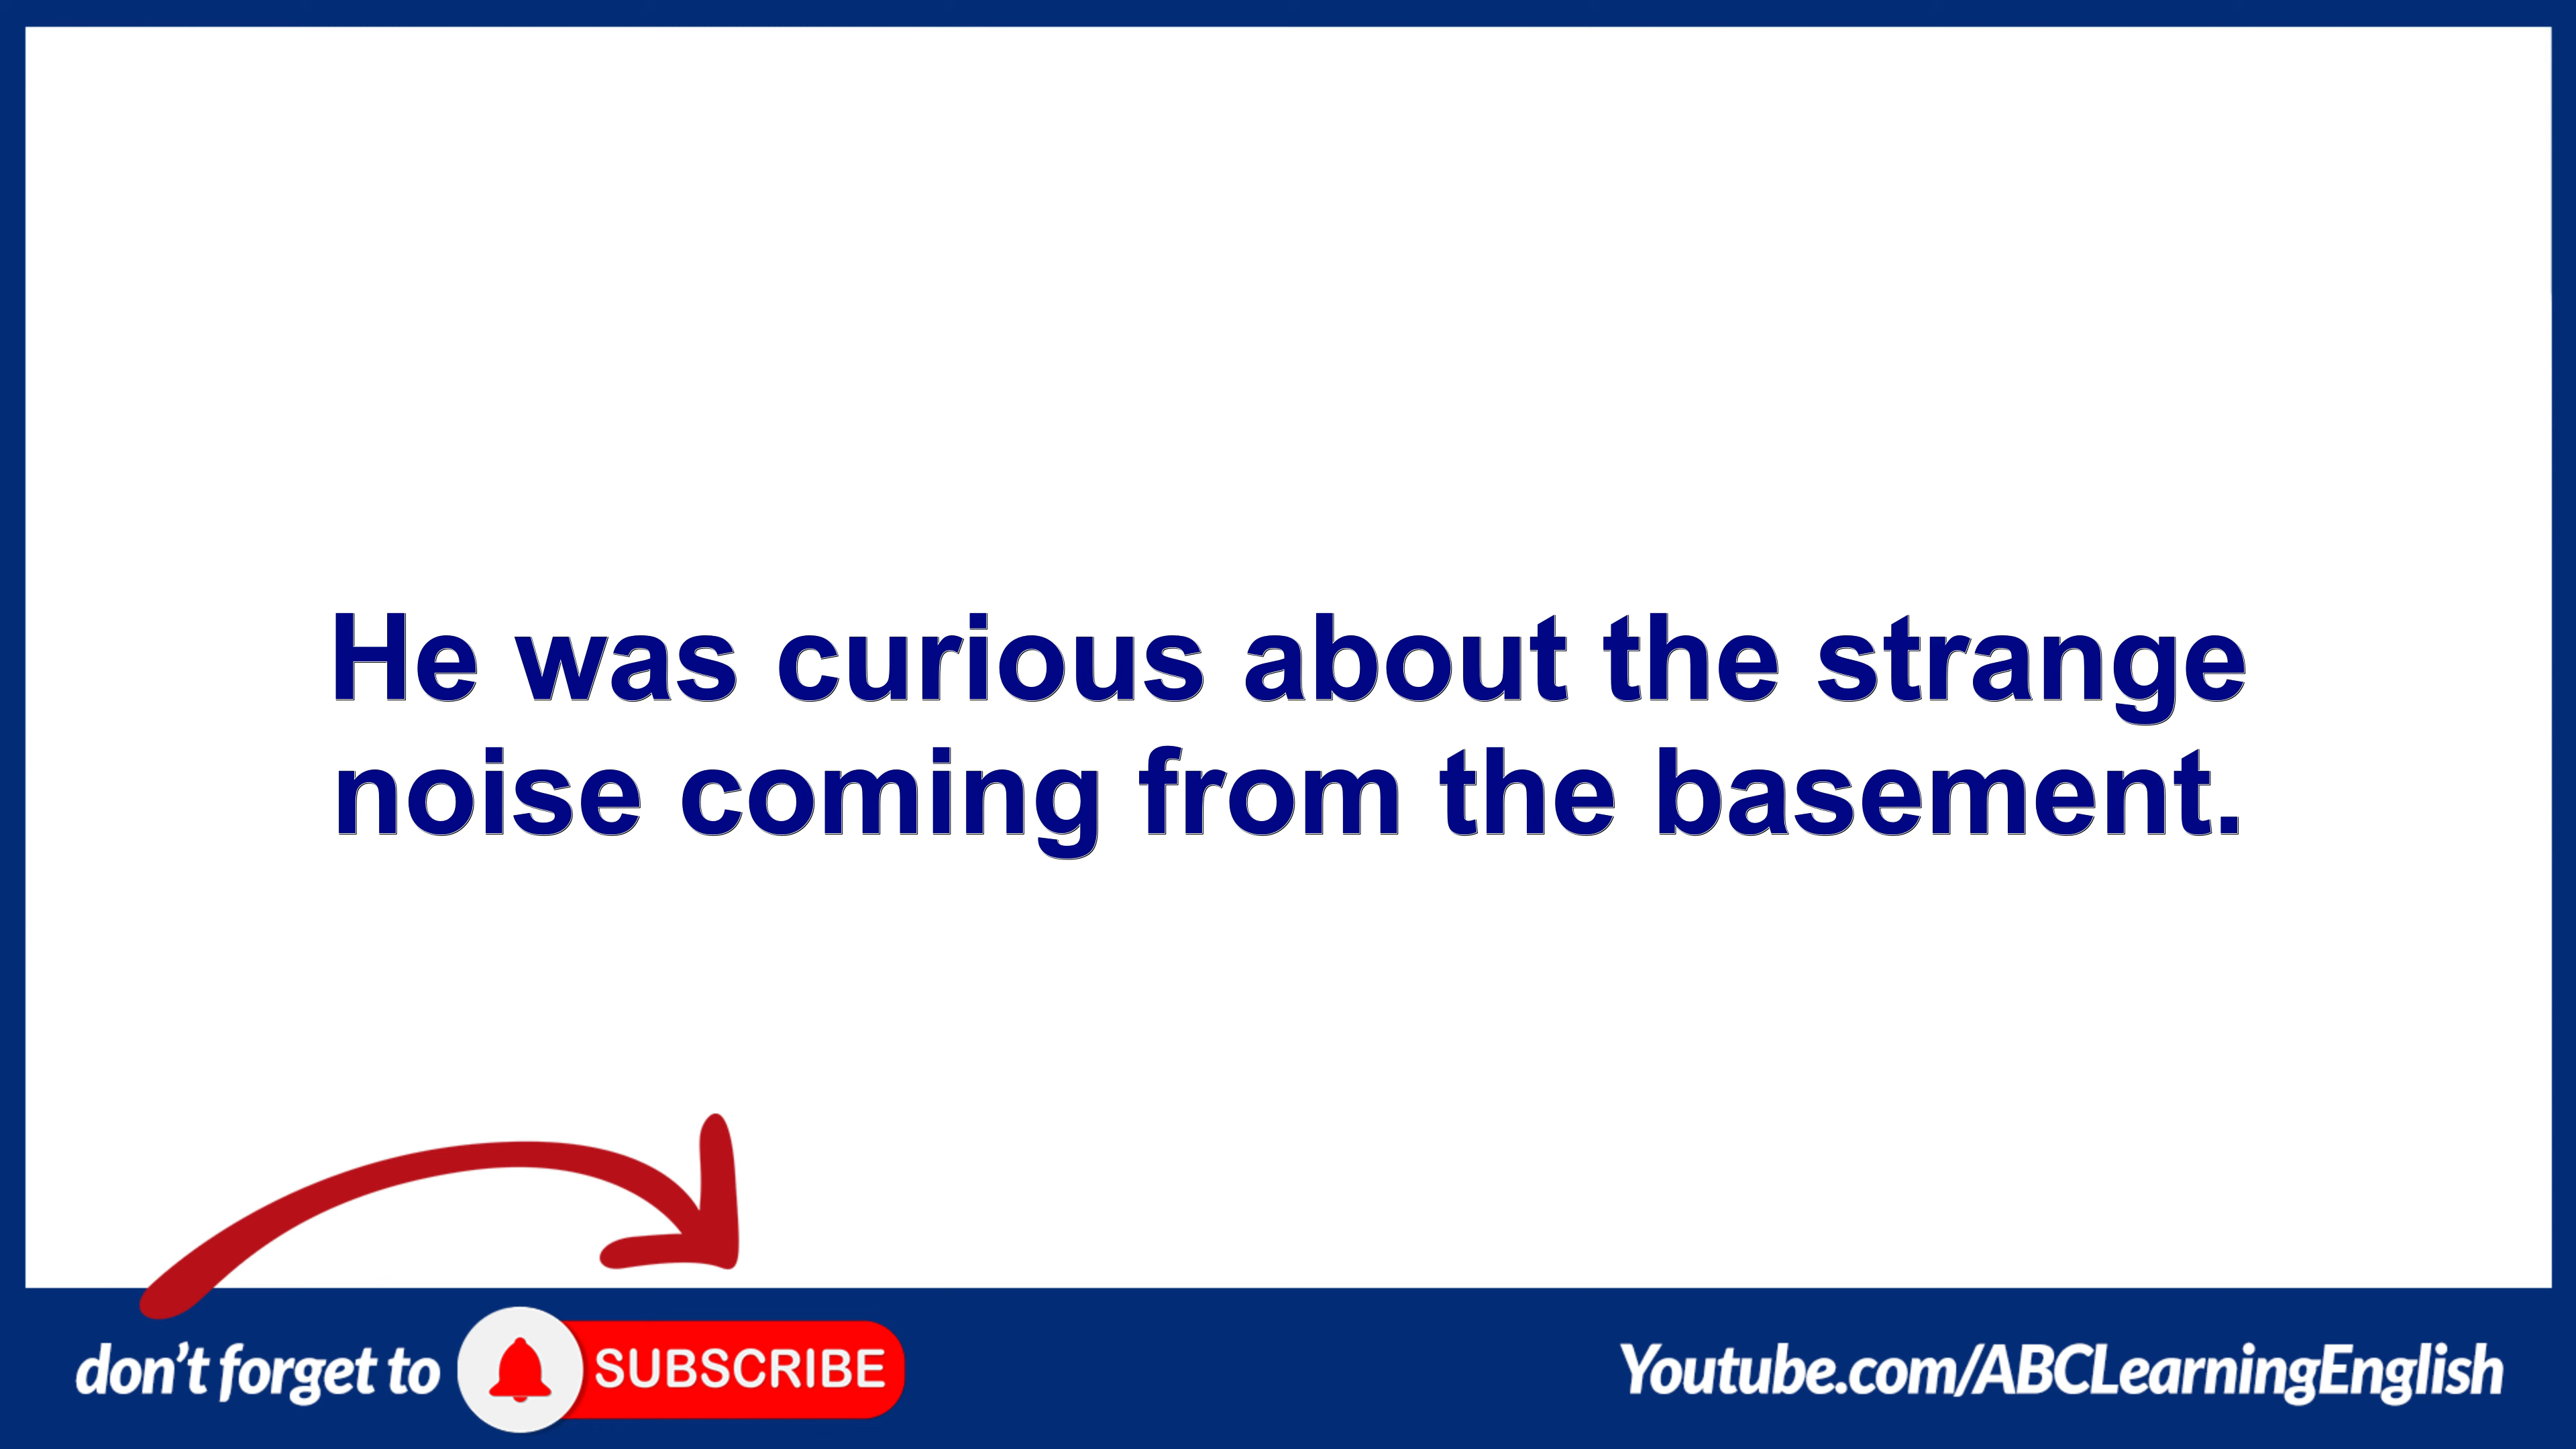 He was curious about the strange
noise coming from the basement.
don't forget to SUBSCRIBE Youtube.com/ABCLearningEnglish